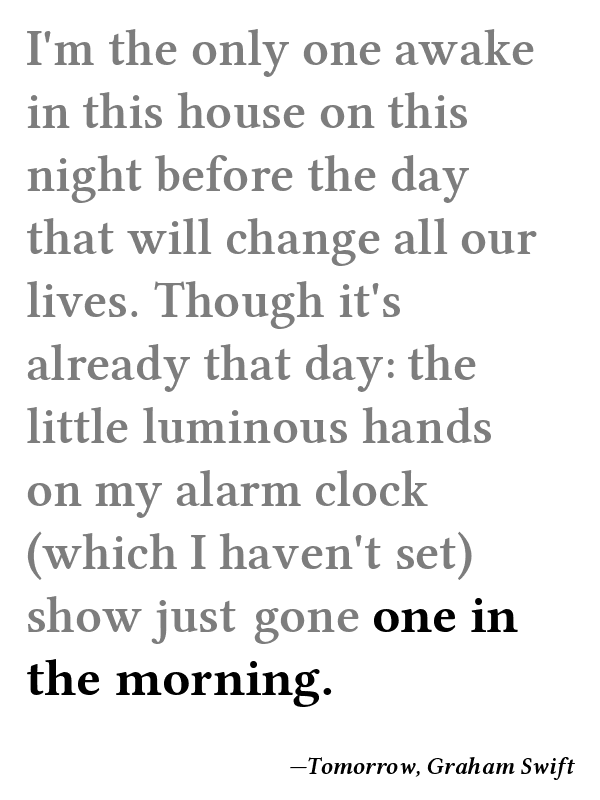 I'm the only one awake
in this house on this
night before the day
that will change all our
lives. Though it's
already that day: the
little luminous hands
on my alarm clock
(which I haven't set)
show just gone one in
the morning.
—Tomorrow, Graham Swift